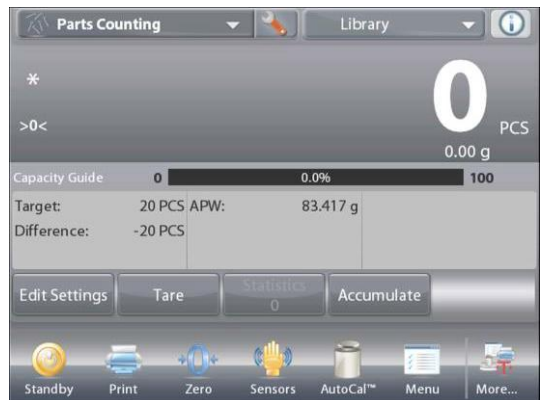 Parts Counting Library
*
0
>0< PCS
0.00 g
Capacity Guide 0 0.0% 100
Target: 20 PCS APW: 83.417 g
Difference: -20 PCS
Edit Settings Tare Statistics 0 Accumulate
Standby Print Zero Sensors AutoCal™ Menu More...